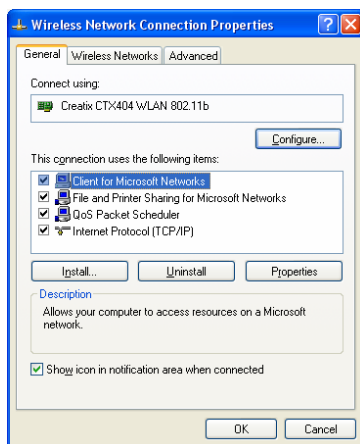 Wireless Network Connection Properties
General Wireless Networks Advanced
Connect using:
Creatix CTX404 WLAN 802.11b
Configure...
This connection uses the following items:
Client for Microsoft Networks
File and Printer Sharing for Microsoft Networks
QoS Packet Scheduler
Internet Protocol (TCP/IP)
Install... Uninstall Properties
Description
Allows your computer to access resources on a Microsoft
network.
Show icon in notification area when connected
OK Cancel